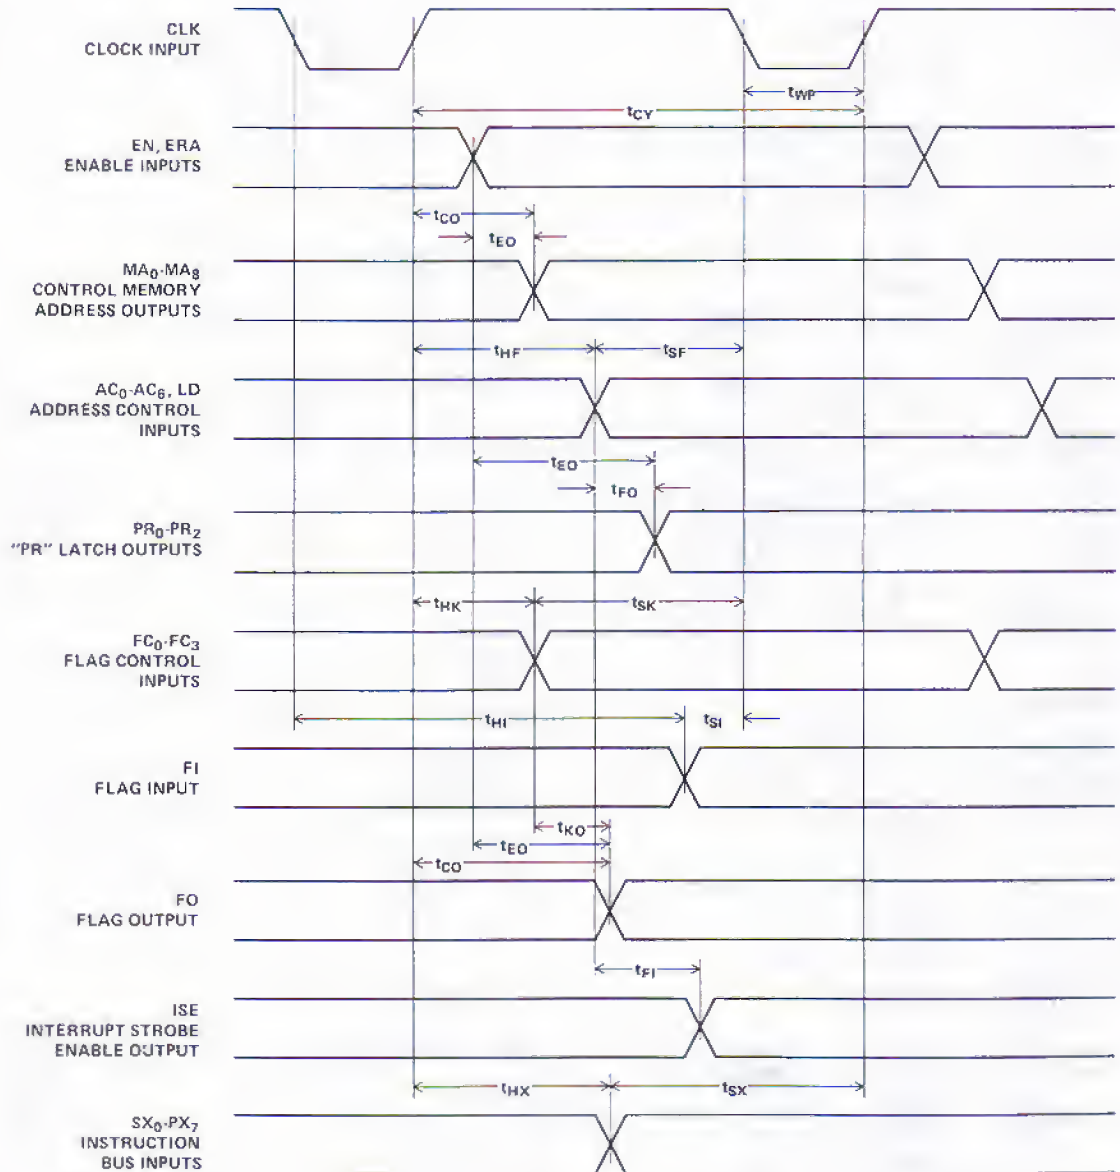 CLK
CLOCK INPUT
tWP
tCY
EN, ERA
ENABLE INPUTS
tCO
tEO
MA0-MA8
CONTROL MEMORY
ADDRESS OUTPUTS
tHF
tSF
AC0-AC6, LD
ADDRESS CONTROL
INPUTS
tEO
tFO
PR0-PR2
"PR" LATCH OUTPUTS
tHK
tSK
FC0-FC3
FLAG CONTROL
INPUTS
tHI
tSI
FI
FLAG INPUT
tKO
tEO
tCO
FO
FLAG OUTPUT
tFI
ISE
INTERRUPT STROBE
ENABLE OUTPUT
tHX
tSX
SX0-PX7
INSTRUCTION
BUS INPUTS